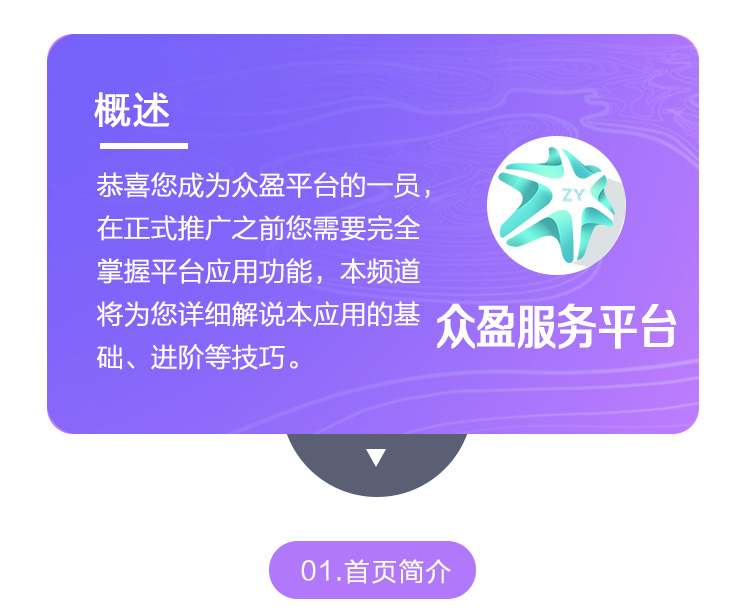 概述
恭喜您成为众盈平台的一员，
在正式推广之前您需要完全
掌握平台应用功能，本频道
将为您详细解说本应用的基
础、进阶等技巧。
ZY
众盈服务平台
01.首页简介